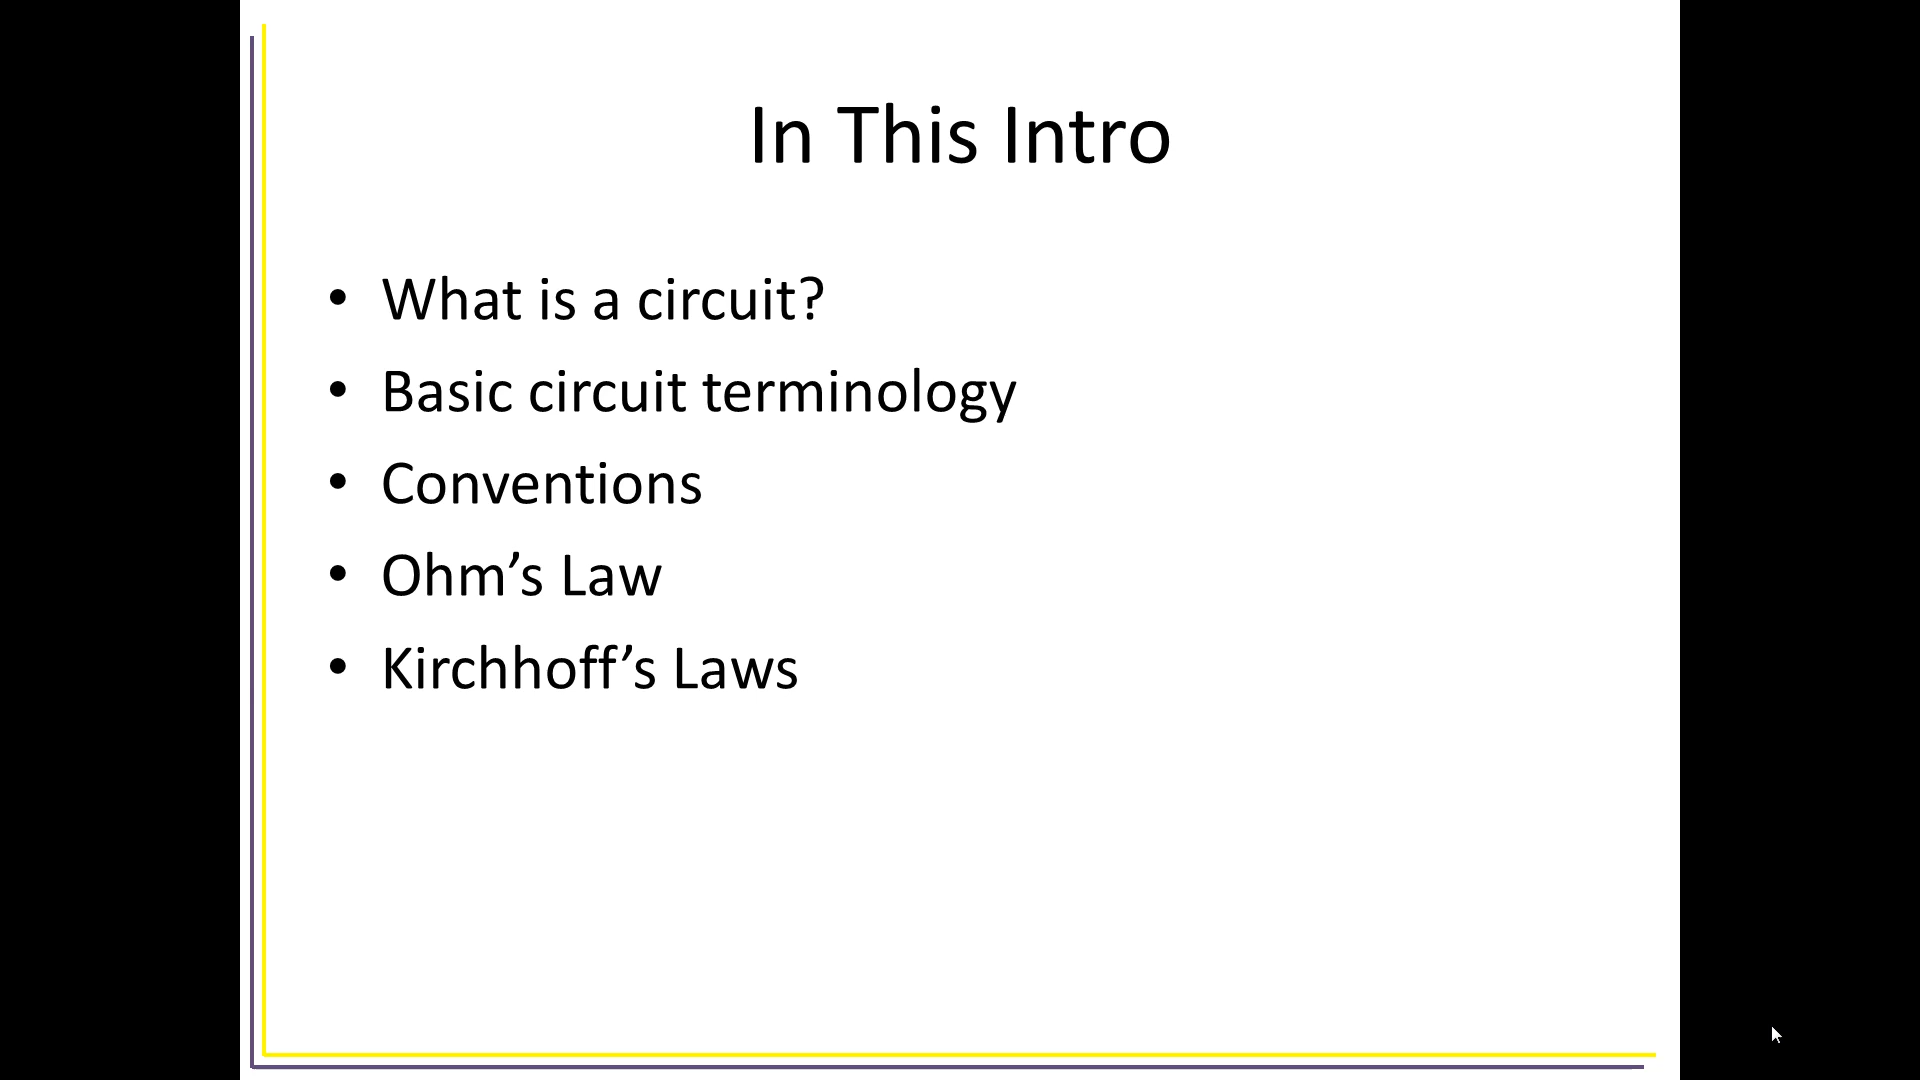 In This Intro
• What is a circuit?
• Basic circuit terminology
• Conventions
• Ohm’s Law
• Kirchhoff’s Laws